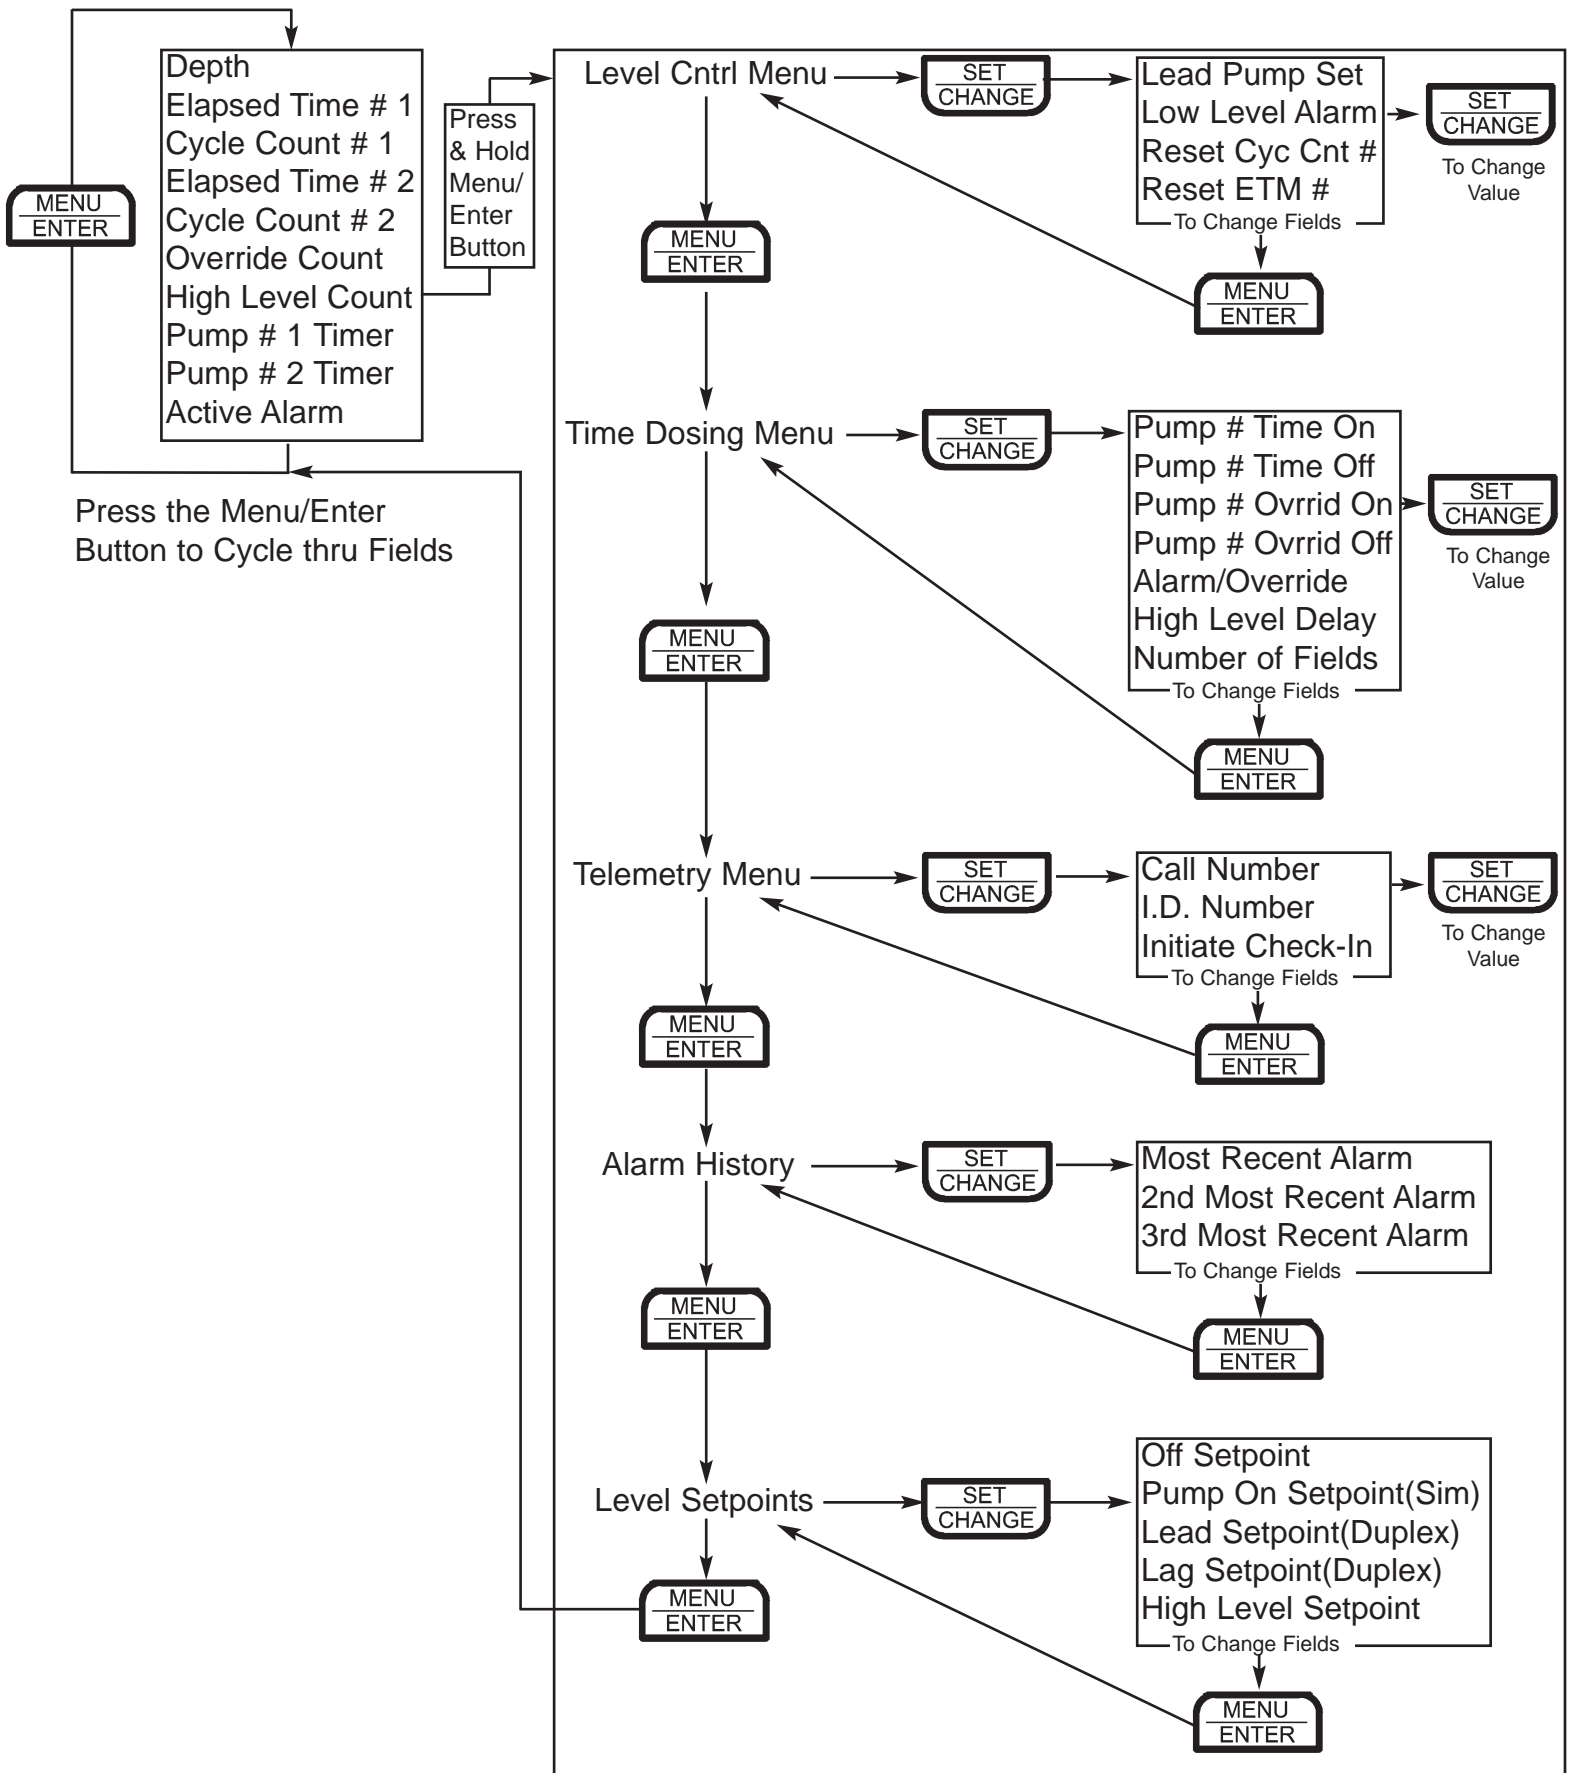 Depth
Elapsed Time # 1
Cycle Count # 1
Elapsed Time # 2
Cycle Count # 2
Override Count
High Level Count
Pump # 1 Timer
Pump # 2 Timer
Active Alarm
MENU
ENTER
Press the Menu/Enter
Button to Cycle thru Fields
Press
& Hold
Menu/
Enter
Button
Level Cntrl Menu
SET
CHANGE
Lead Pump Set
Low Level Alarm
Reset Cyc Cnt #
Reset ETM #
To Change Fields
SET
CHANGE
To Change
Value
MENU
ENTER
MENU
ENTER
Time Dosing Menu
SET
CHANGE
Pump # Time On
Pump # Time Off
Pump # Ovrrid On
Pump # Ovrrid Off
Alarm/Override
High Level Delay
Number of Fields
To Change Fields
SET
CHANGE
To Change
Value
MENU
ENTER
MENU
ENTER
Telemetry Menu
SET
CHANGE
Call Number
I.D. Number
Initiate Check-In
To Change Fields
SET
CHANGE
To Change
Value
MENU
ENTER
MENU
ENTER
Alarm History
SET
CHANGE
Most Recent Alarm
2nd Most Recent Alarm
3rd Most Recent Alarm
To Change Fields
MENU
ENTER
MENU
ENTER
Level Setpoints
SET
CHANGE
Off Setpoint
Pump On Setpoint(Sim)
Lead Setpoint(Duplex)
Lag Setpoint(Duplex)
High Level Setpoint
To Change Fields
MENU
ENTER
MENU
ENTER